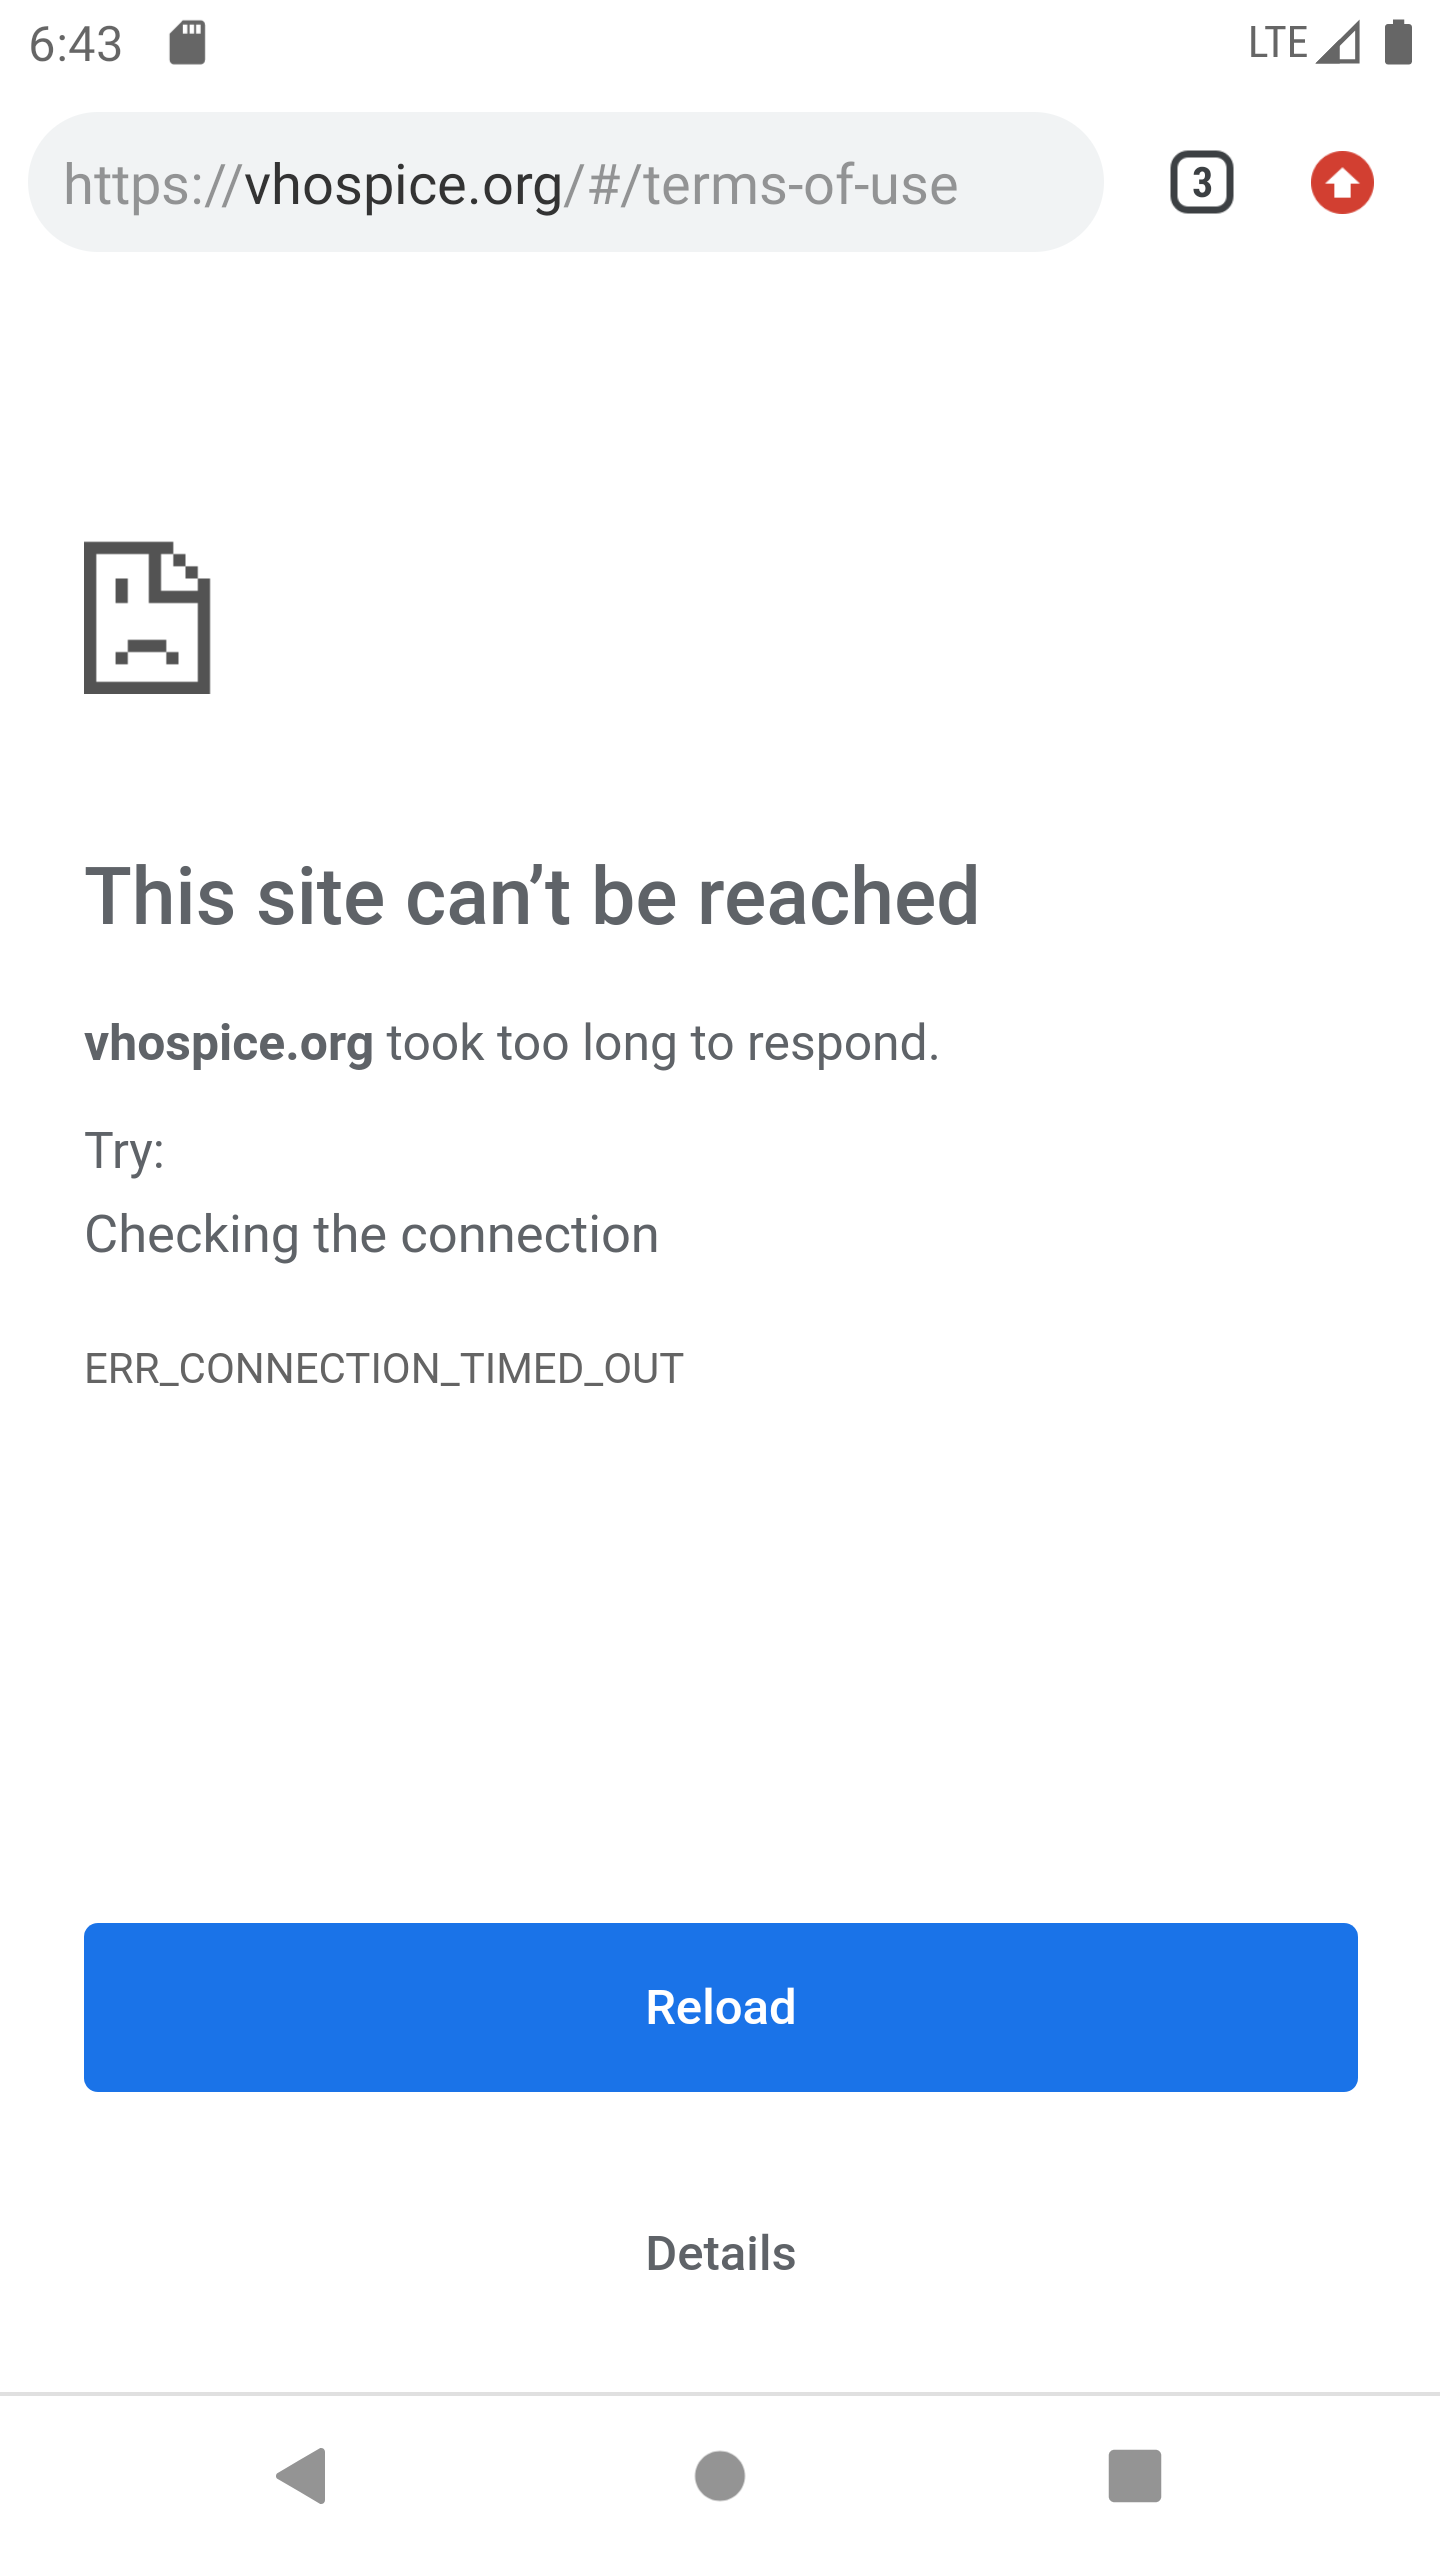 6:43
LTE
https://vhospice.org/#/terms-of-use
3
This site can’t be reached
vhospice.org took too long to respond.
Try:
Checking the connection
ERR_CONNECTION_TIMED_OUT
Reload
Details